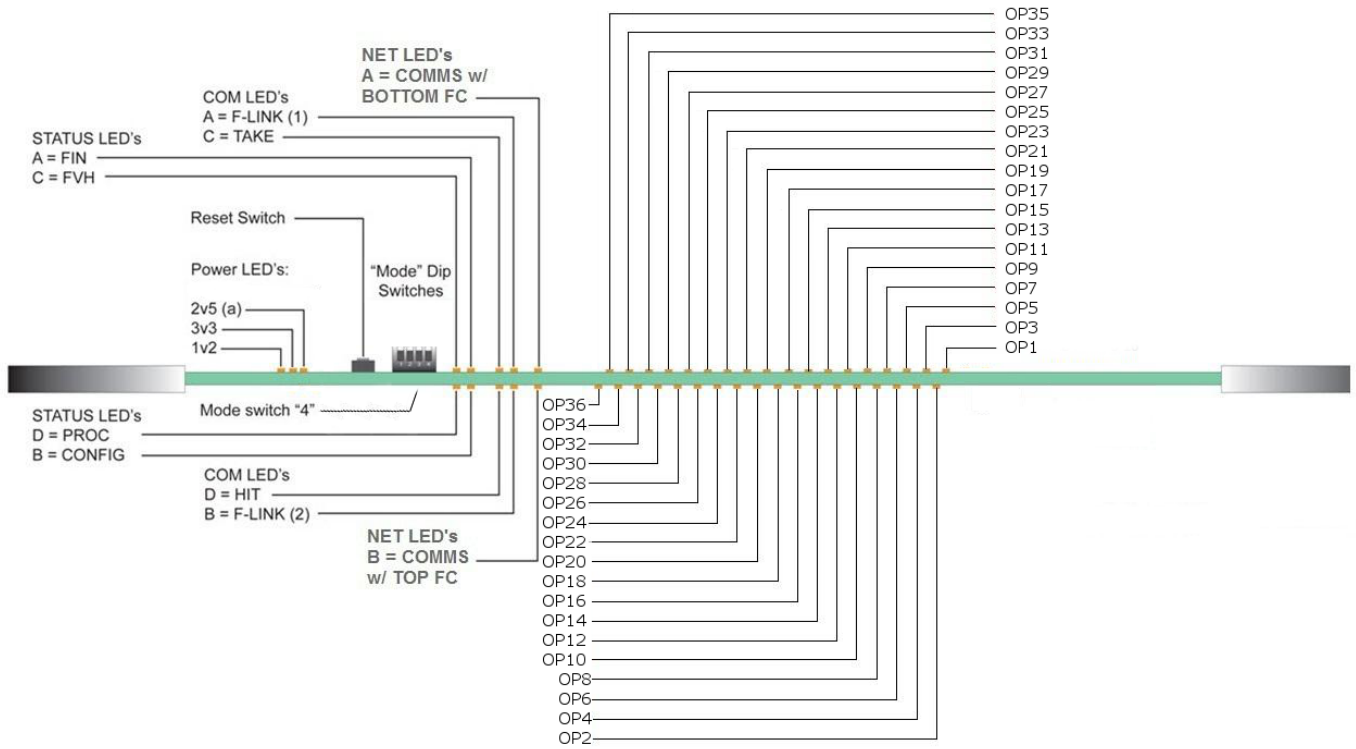 NET LED's
A = COMMS w/
BOTTOM FC
COM LED's
A = F-LINK (1)
C = TAKE
STATUS LED's
A = FIN
C = FVH
Reset Switch
Power LED's:
2v5 (a)
3v3
1v2
“Mode” Dip
Switches
OP35
OP33
OP31
OP29
OP27
OP25
OP23
OP21
OP19
OP17
OP15
OP13
OP11
OP9
OP7
OP5
OP3
OP1
Mode switch “4”
STATUS LED's
D = PROC
B = CONFIG
COM LED's
D = HIT
B = F-LINK (2)
NET LED's
B = COMMS
w/ TOP FC
OP36
OP34
OP32
OP30
OP28
OP26
OP24
OP22
OP20
OP18
OP16
OP14
OP12
OP10
OP8
OP6
OP4
OP2